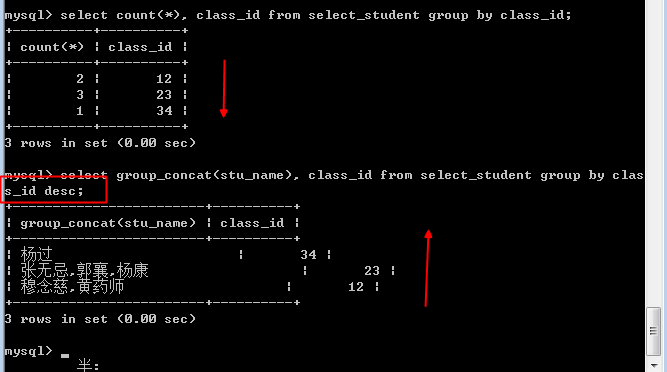 mysql> select count(*), class_id from select_student group by class_id;
+----------+----------+
| count(*) | class_id |
+----------+----------+
|        2 |       12 |
|        3 |       23 |
|        1 |       34 |
+----------+----------+
3 rows in set (0.00 sec)
mysql> select group_concat(stu_name), class_id from select_student group by clas
s_id desc;
+------------------------+----------+
| group_concat(stu_name) | class_id |
+------------------------+----------+
| 杨过                         |       34 |
| 张无忌,郭襄,杨康                      |       23 |
| 穆念慈,黄药师                    |       12 |
+------------------------+----------+
3 rows in set (0.00 sec)
mysql> _
半: